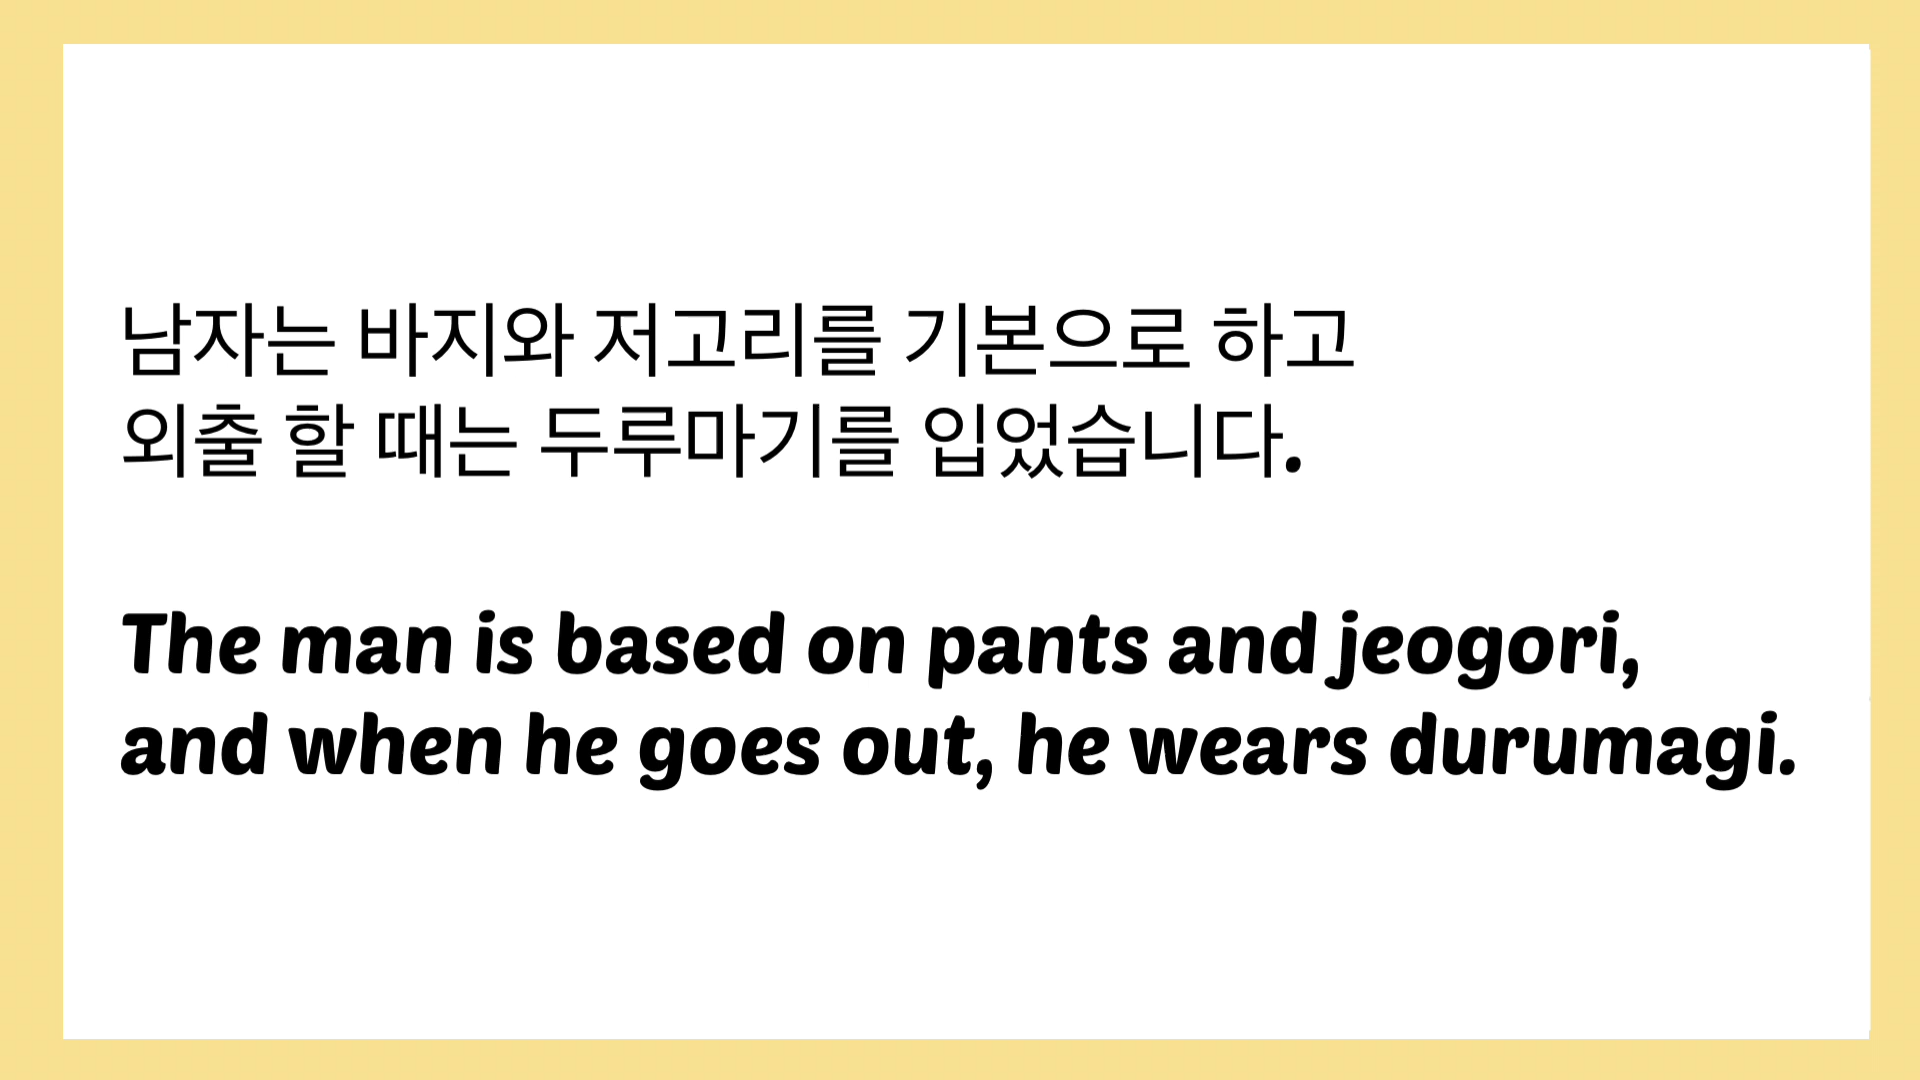 남자는 바지와 저고리를 기본으로 하고
외출 할 때는 두루마기를 입었습니다.
The man is based on pants and jeogori,
and when he goes out, he wears durumagi.